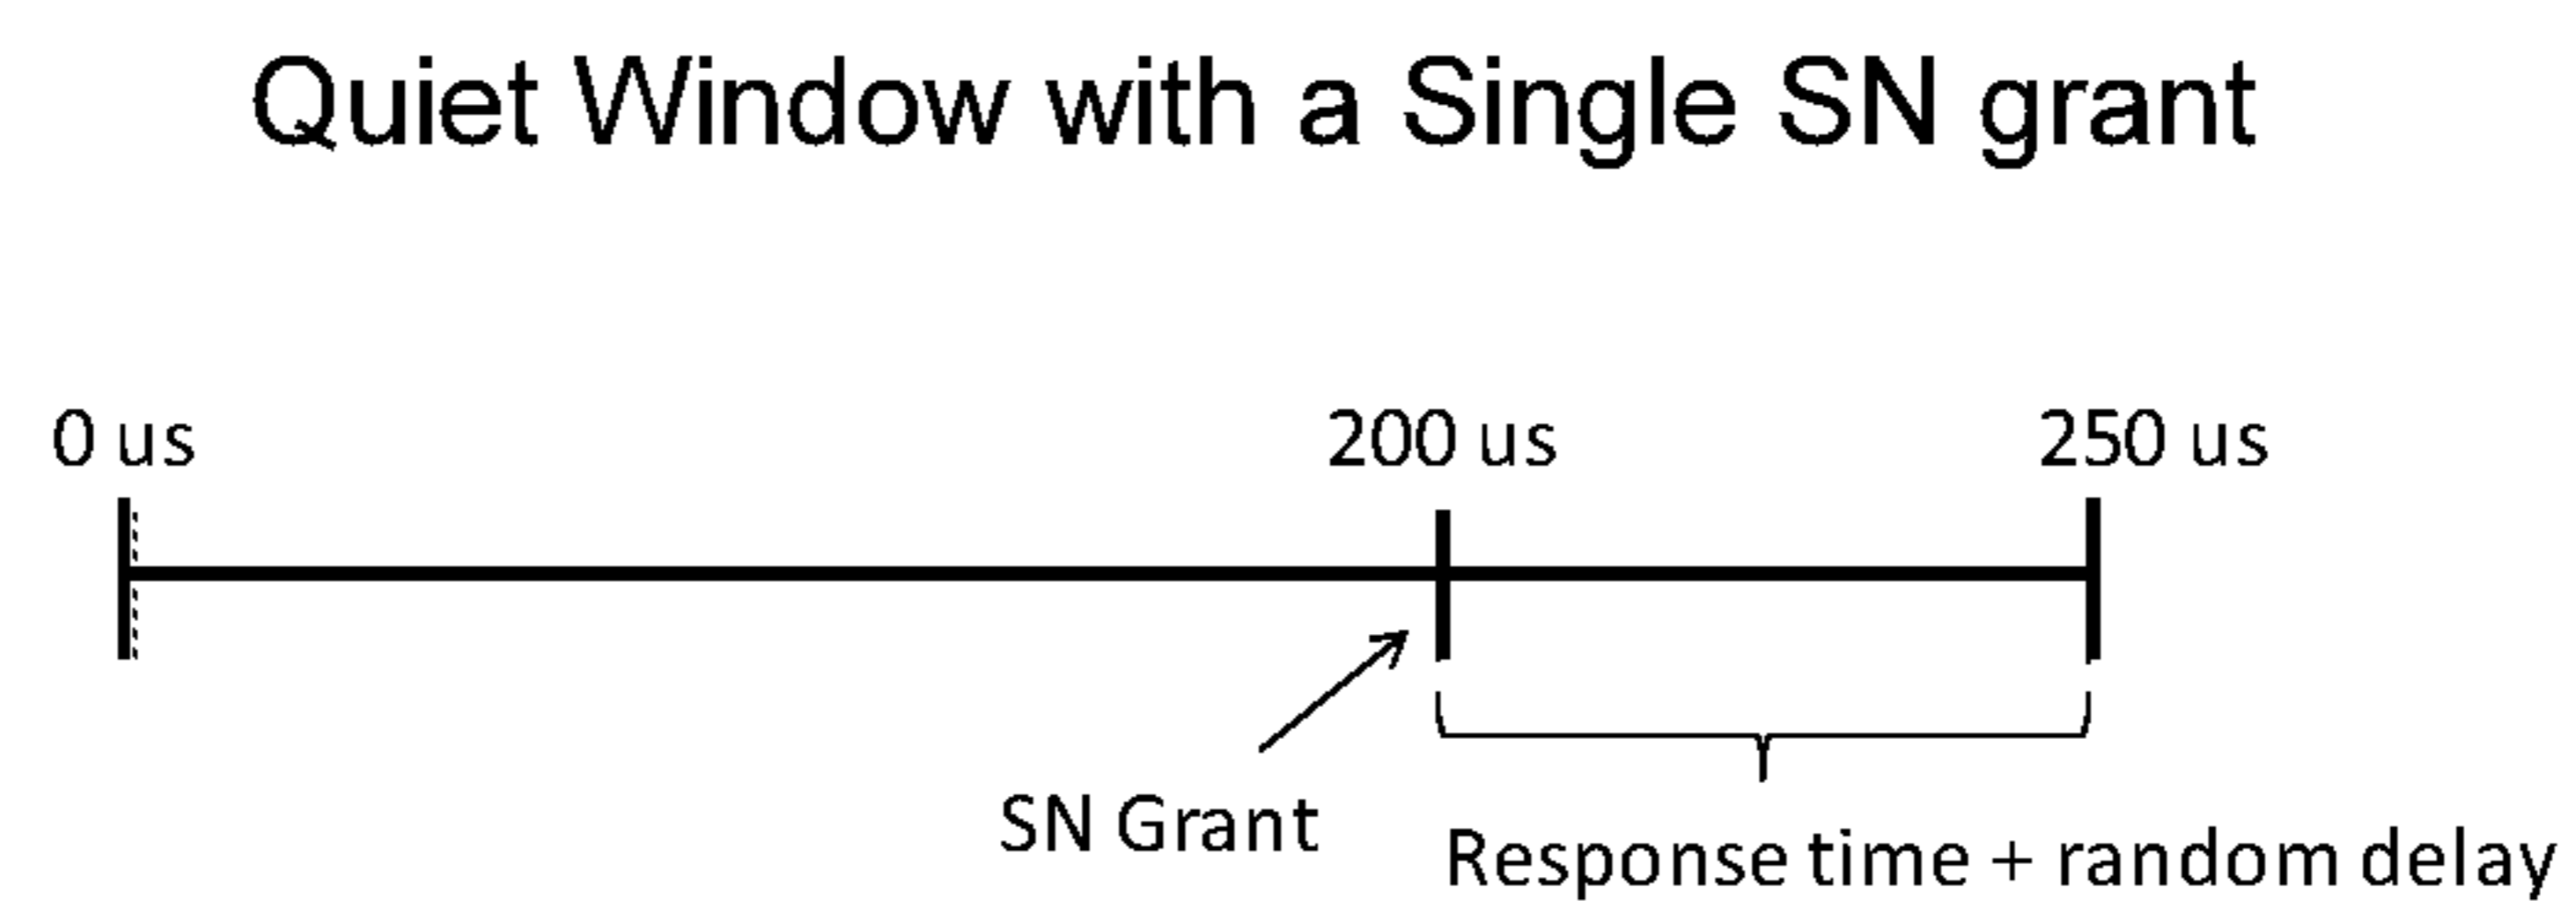 Quiet Window with a Single SN grant
0 us
200 us
250 us
SN Grant
Response time + random delay